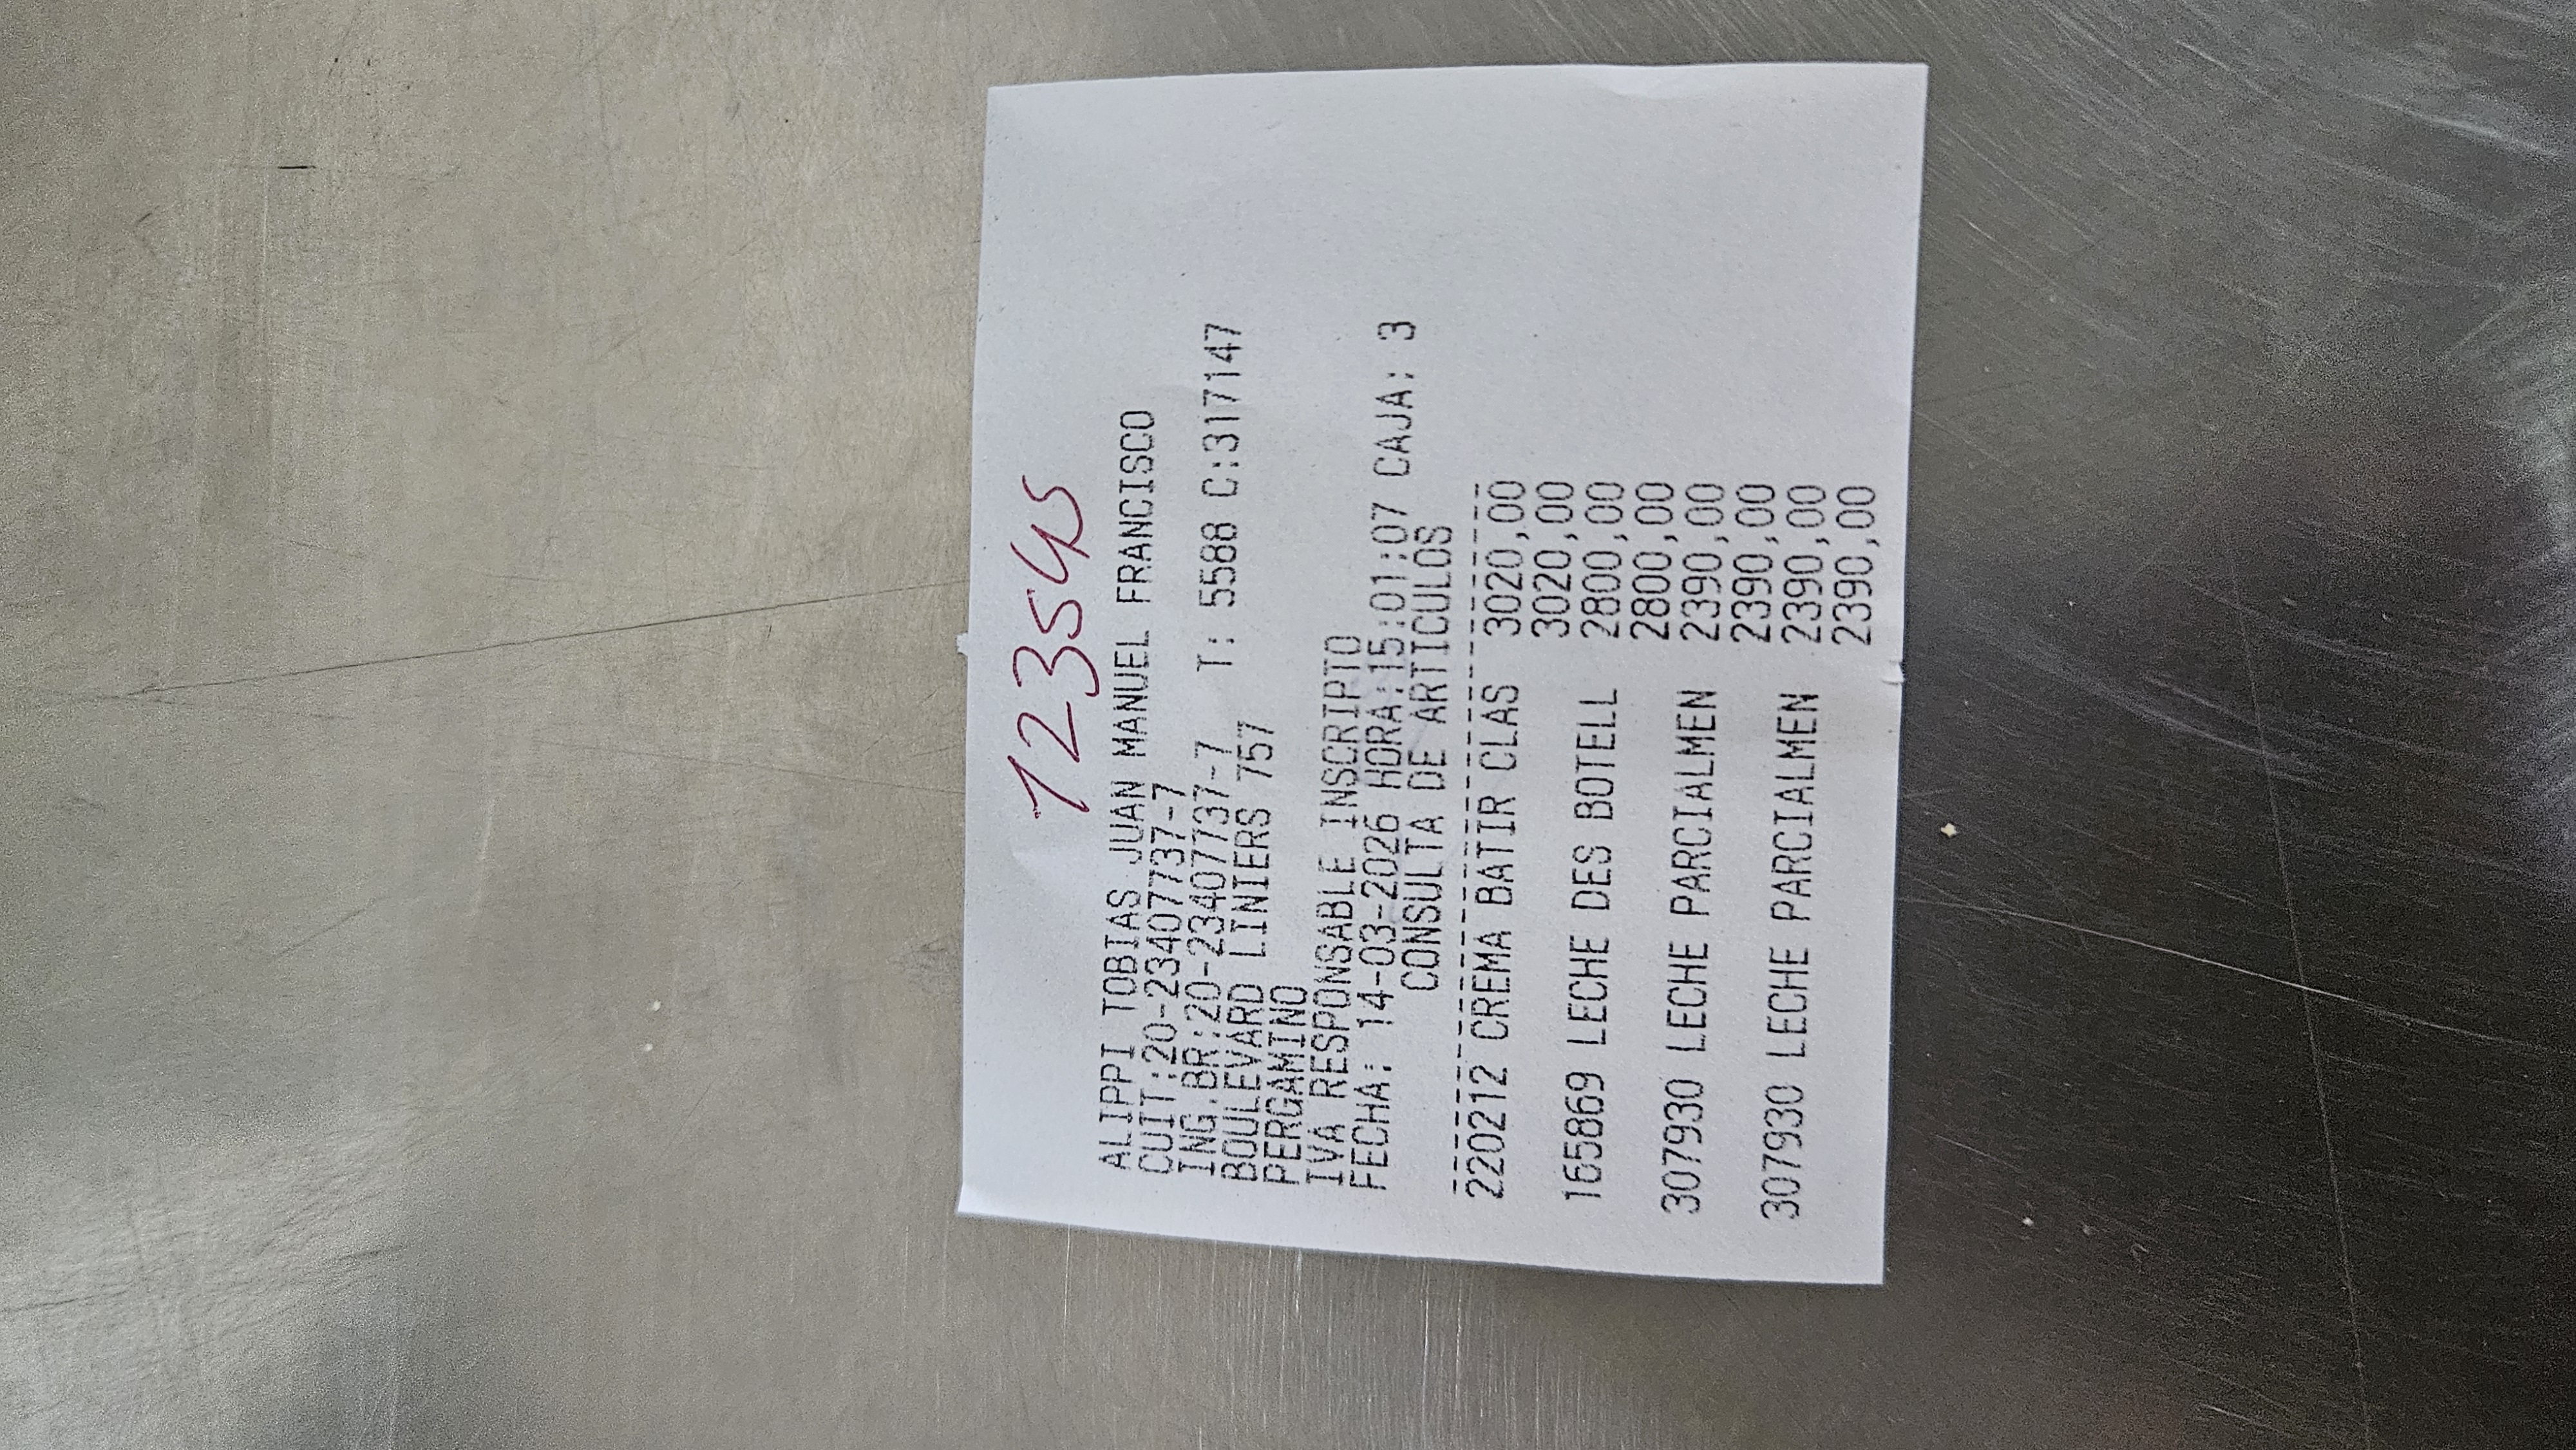 123545
ALIPPI TOBIAS JUAN MANUEL FRANCISCO
CUIT:20-23407737-7
ING.BR:20-23407737-7 T: 5588 C:317147
BOULEVARD LINIERS 757
PERGAMINO
IVA RESPONSABLE INSCRIPTO
FECHA: 14-03-2026 HORA:15:01:07 CAJA: 3
CONSULTA DE ARTICULOS
220212 CREMA BATIR CLAS 3020,00
3020,00
165869 LECHE DES BOTELL 2800,00
2800,00
307930 LECHE PARCIALMEN 2390,00
2390,00
307930 LECHE PARCIALMEN 2390,00
2390,00